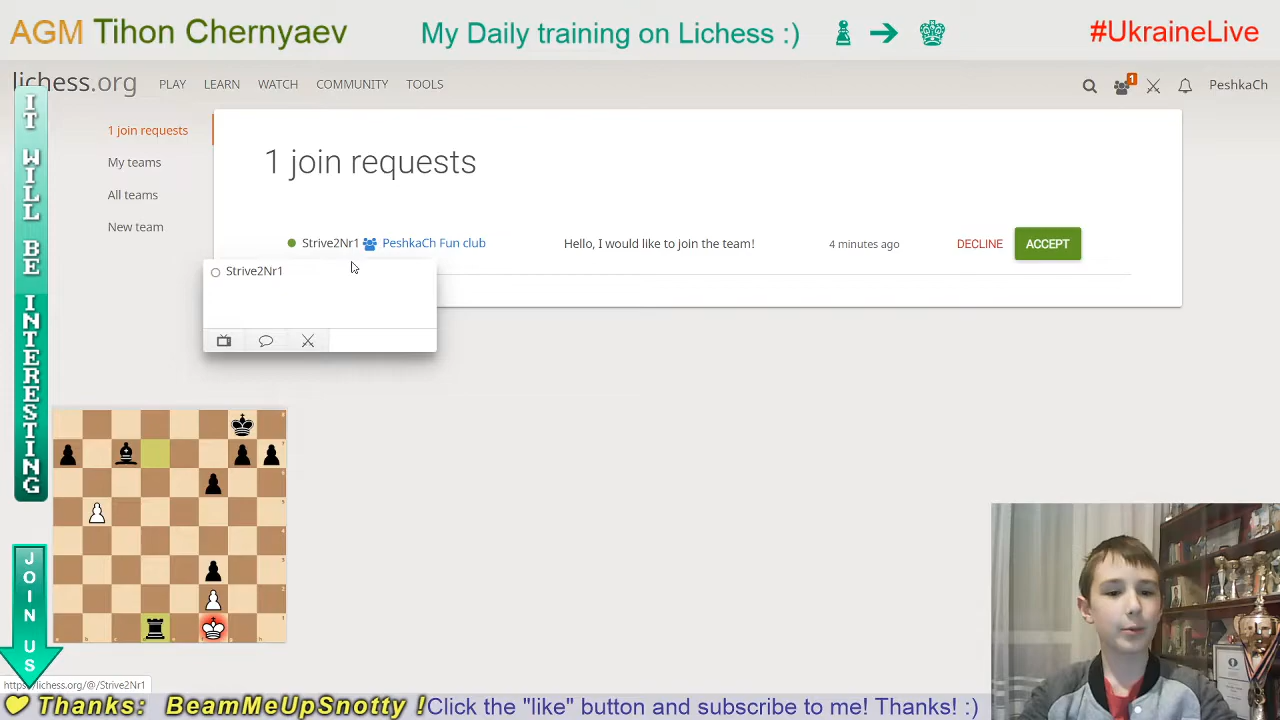 AGM Tihon Chernyaev
My Daily training on Lichess :)
#UkraineLive
lichess.org
PLAY
LEARN
WATCH
COMMUNITY
TOOLS
1
PeshkaCh
IT WILL BE INTERESTING
1 join requests
My teams
All teams
New team
1 join requests
Strive2Nr1
PeshkaCh Fun club
Hello, I would like to join the team!
4 minutes ago
DECLINE
ACCEPT
Strive2Nr1
JOIN US
https://lichess.org/@/Strive2Nr1
Thanks: BeamMeUpSnotty !
Click the "like" button and subscribe to me! Thanks! :)